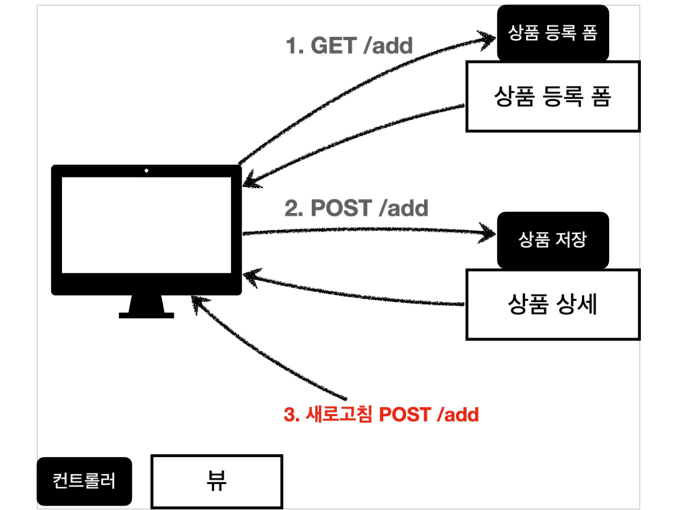 상품 등록 폼
1. GET /add
상품 등록 폼
2. POST /add
상품 저장
상품 상세
3. 새로고침 POST /add
컨트롤러
뷰